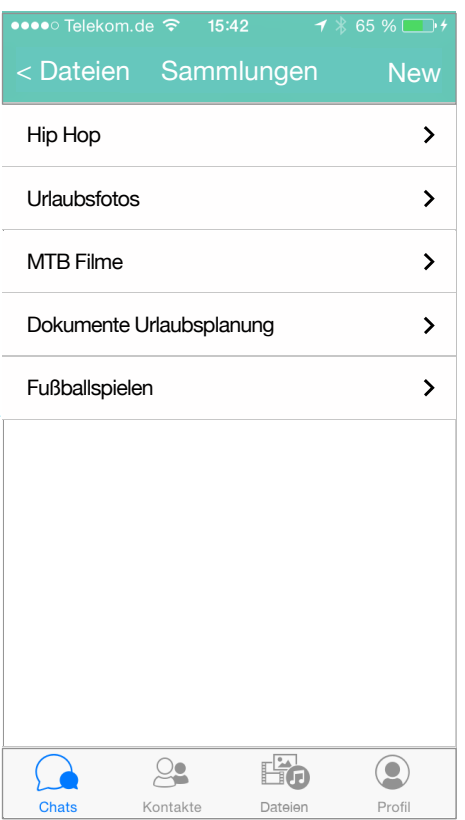 Telekom.de 15:42 65 %
< Dateien Sammlungen New
Hip Hop
Urlaubsfotos
MTB Filme
Dokumente Urlaubsplanung
Fußballspielen
Chats Kontakte Dateien Profil